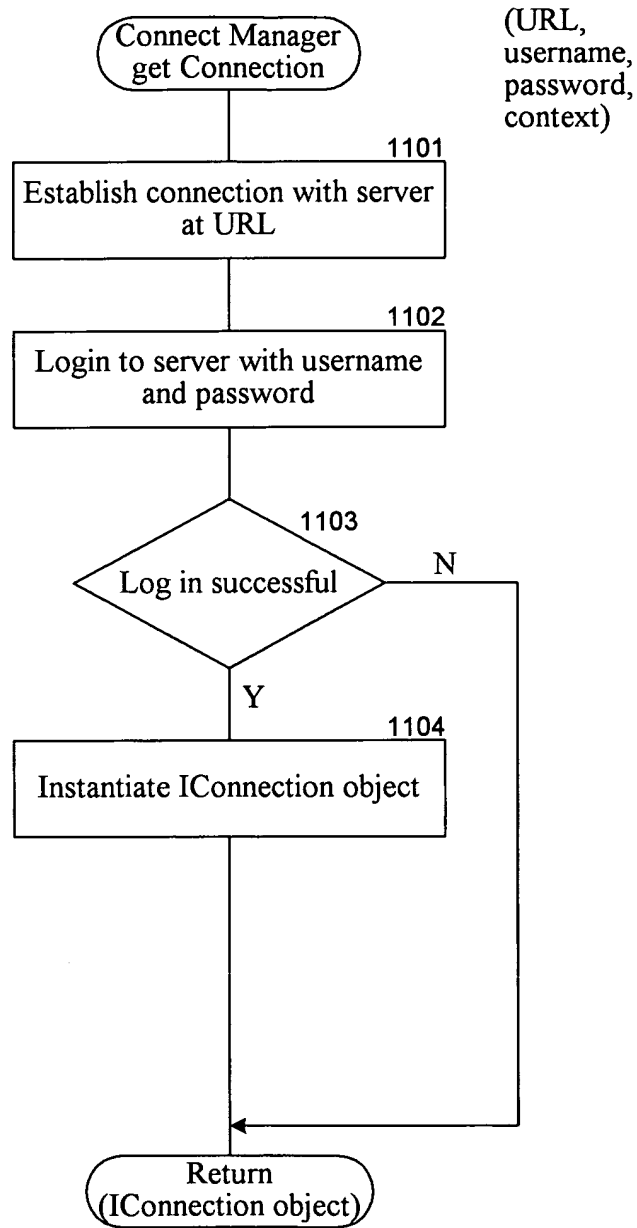 Connect Manager
get Connection
(URL,
username,
password,
context)
1101
Establish connection with server
at URL
1102
Login to server with username
and password
1103
Log in successful
N
Y
1104
Instantiate IConnection object
Return
(IConnection object)